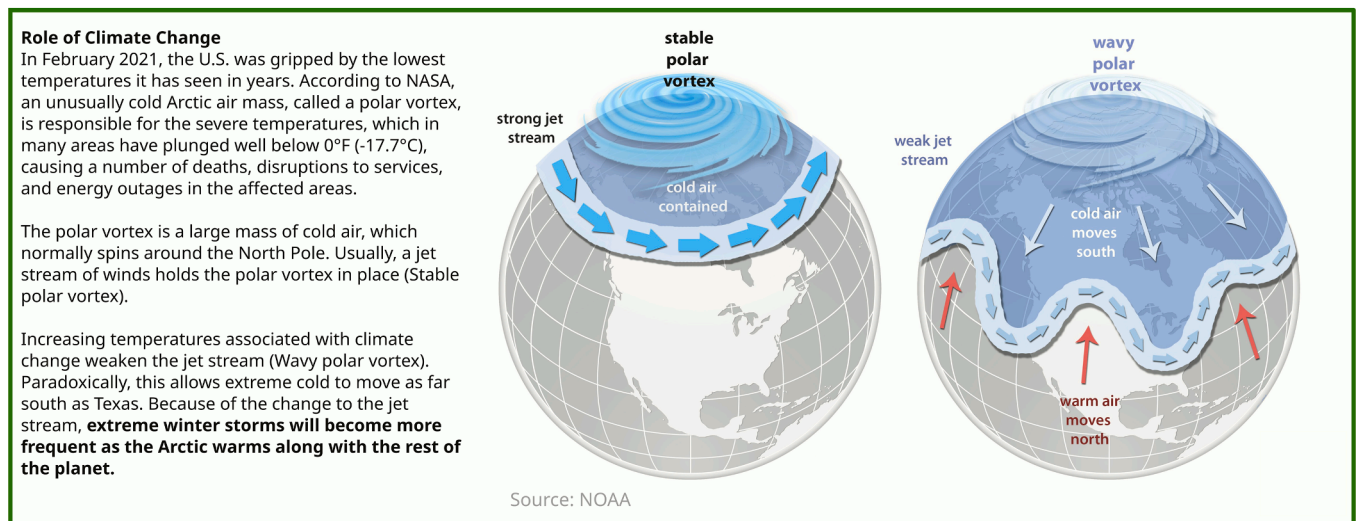 Role of Climate Change
In February 2021, the U.S. was gripped by the lowest
temperatures it has seen in years. According to NASA,
an unusually cold Arctic air mass, called a polar vortex,
is responsible for the severe temperatures, which in
many areas have plunged well below 0°F (-17.7°C),
causing a number of deaths, disruptions to services,
and energy outages in the affected areas.
The polar vortex is a large mass of cold air, which
normally spins around the North Pole. Usually, a jet
stream of winds holds the polar vortex in place (Stable
polar vortex).
Increasing temperatures associated with climate
change weaken the jet stream (Wavy polar vortex).
Paradoxically, this allows extreme cold to move as far
south as Texas. Because of the change to the jet
stream, extreme winter storms will become more
frequent as the Arctic warms along with the rest of
the planet.
stable
polar
vortex
strong jet
stream
cold air
contained
wavy
polar
vortex
weak jet
stream
cold air
moves
south
warm air
moves
north
Source: NOAA